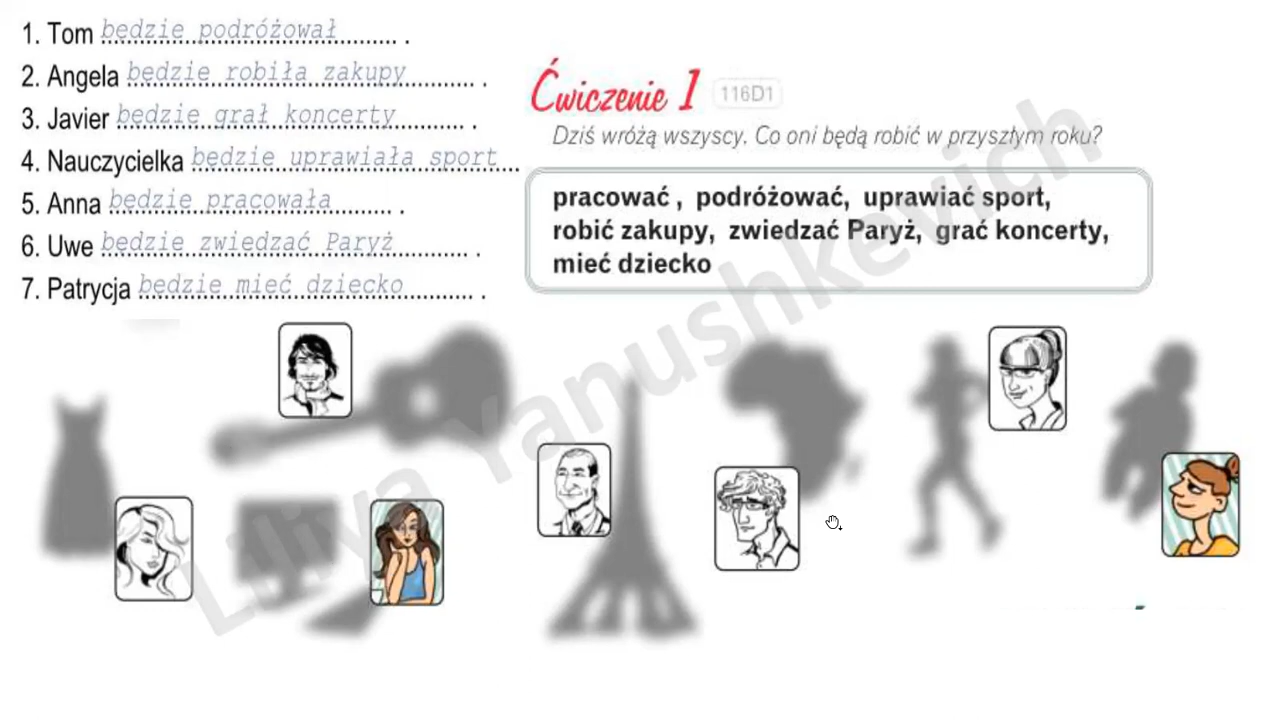 1. Tom będzie podróżował .
2. Angela będzie robiła zakupy .
3. Javier będzie grał koncerty .
4. Nauczycielka będzie uprawiała sport
5. Anna będzie pracowała .
6. Uwe będzie zwiedzać Paryż .
7. Patrycja będzie mieć dziecko .
Ćwiczenie 1 116D1
Dziś wróżą wszyscy. Co oni będą robić w przyszłym roku?
pracować , podróżować, uprawiać sport,
robić zakupy, zwiedzać Paryż, grać koncerty,
mieć dziecko
Liliya Yanushkevich